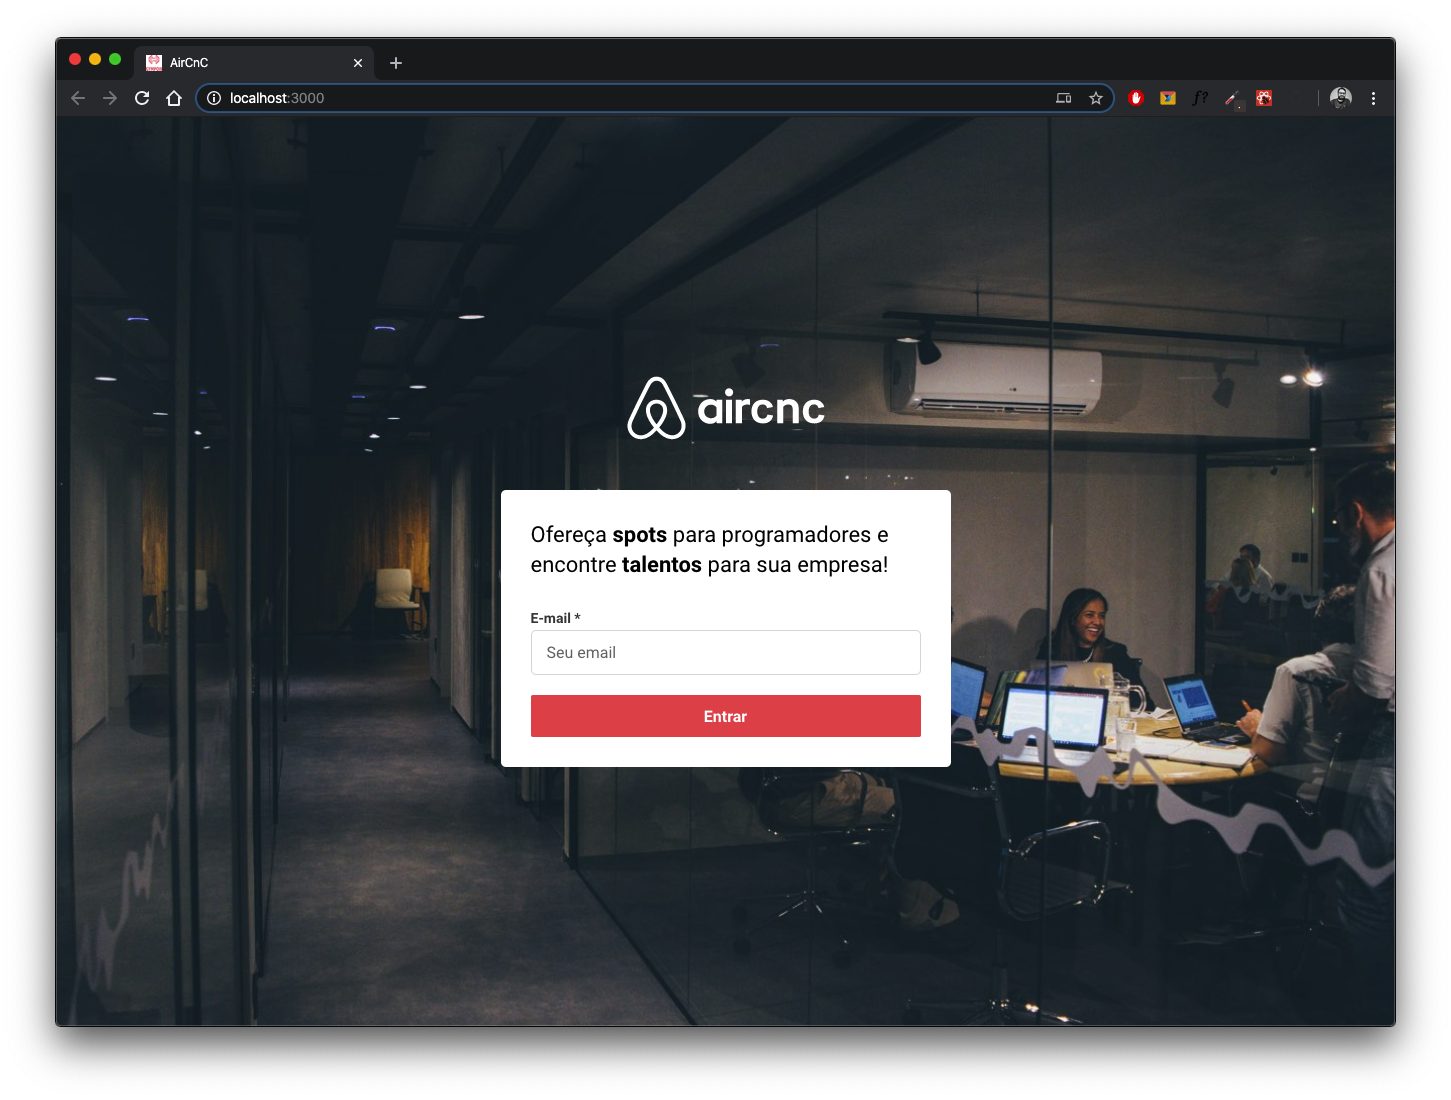 AirCnC
localhost:3000
f?
aircnc
Ofereça spots para programadores e
encontre talentos para sua empresa!
E-mail *
Seu email
Entrar